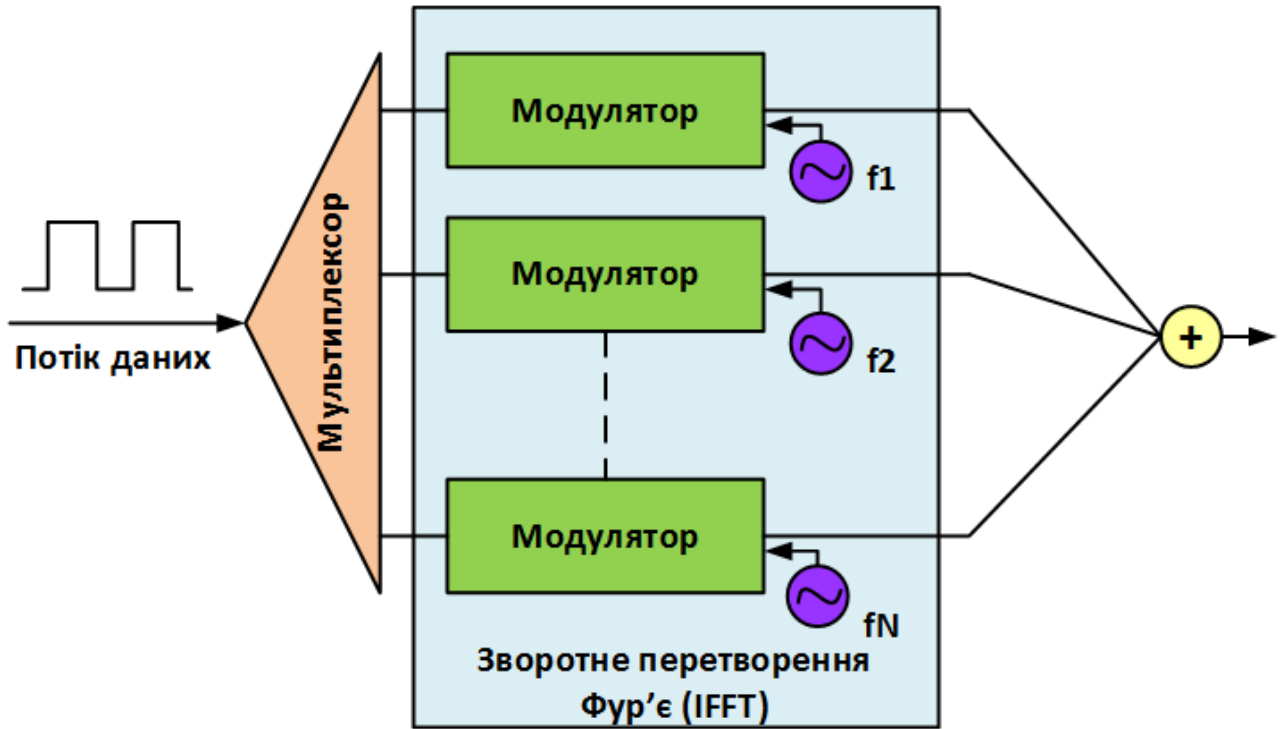 Модулятор
f1
Мультиплексор
Модулятор
f2
Потік даних
+
Модулятор
fN
Зворотне перетворення
Фур’є (IFFT)